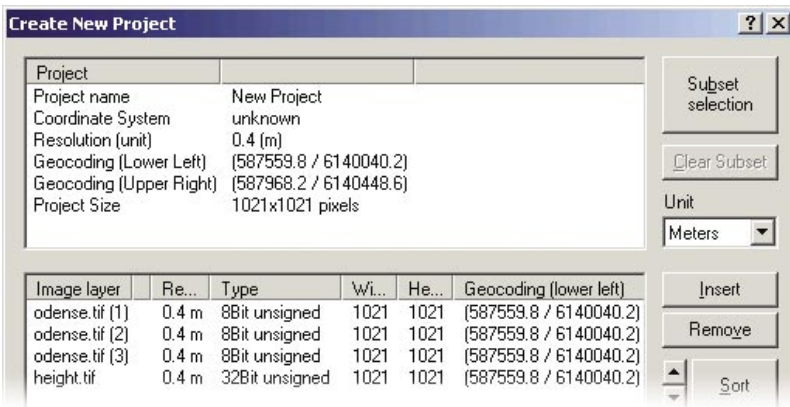 Create New Project
Project
Project name New Project
Coordinate System unknown
Resolution (unit) 0.4 (m)
Geocoding (Lower Left) (587559.8 / 6140040.2)
Geocoding (Upper Right) (587968.2 / 6140448.6)
Project Size 1021x1021 pixels
Subset selection
Clear Subset
Unit
Meters
Image layer Re... Type Wi... He... Geocoding (lower left)
odense.tif (1) 0.4 m 8Bit unsigned 1021 1021 (587559.8 / 6140040.2)
odense.tif (2) 0.4 m 8Bit unsigned 1021 1021 (587559.8 / 6140040.2)
odense.tif (3) 0.4 m 8Bit unsigned 1021 1021 (587559.8 / 6140040.2)
height.tif 0.4 m 32Bit unsigned 1021 1021 (587559.8 / 6140040.2)
Insert
Remove
Sort